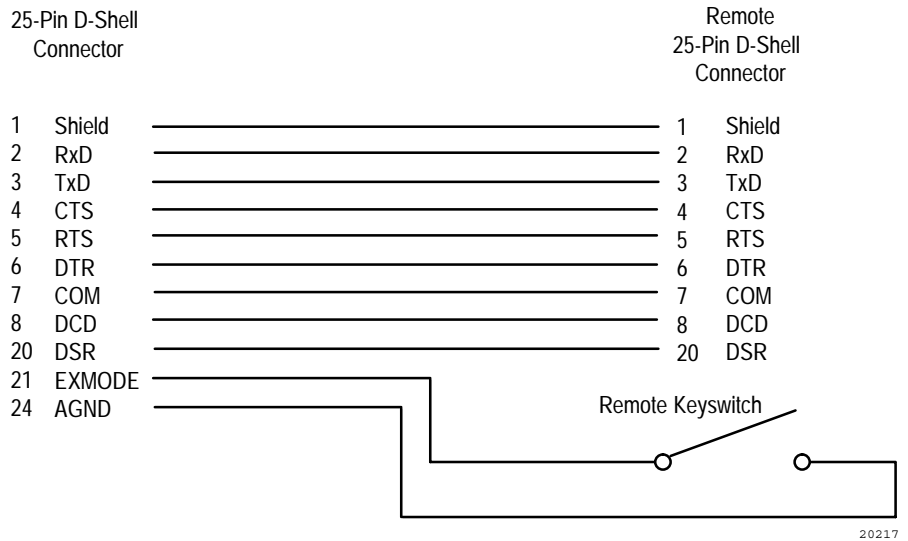 25-Pin D-Shell
Connector
Remote
25-Pin D-Shell
Connector
1 Shield 1 Shield
2 RxD 2 RxD
3 TxD 3 TxD
4 CTS 4 CTS
5 RTS 5 RTS
6 DTR 6 DTR
7 COM 7 COM
8 DCD 8 DCD
20 DSR 20 DSR
21 EXMODE
24 AGND
Remote Keyswitch
20217